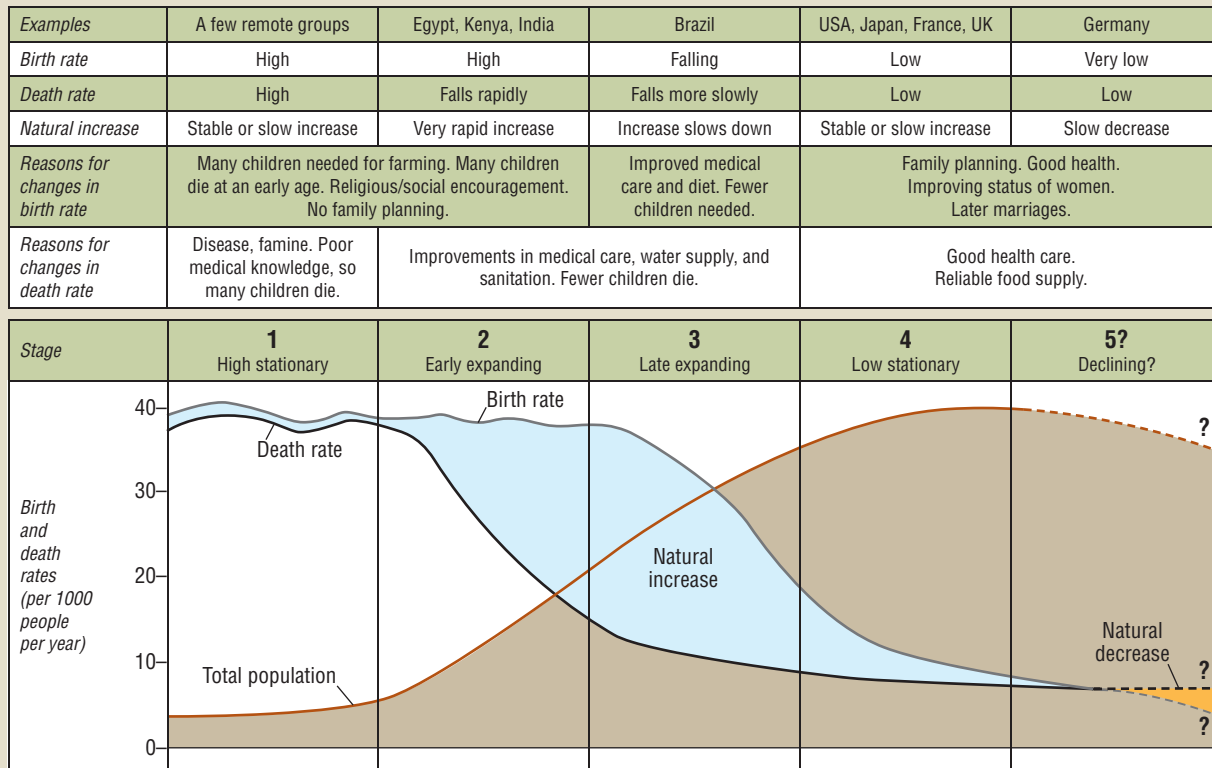 Examples
A few remote groups
Egypt, Kenya, India
Brazil
USA, Japan, France, UK
Germany
Birth rate
High
High
Falling
Low
Very low
Death rate
High
Falls rapidly
Falls more slowly
Low
Low
Natural increase
Stable or slow increase
Very rapid increase
Increase slows down
Stable or slow increase
Slow decrease
Reasons for
changes in
birth rate
Many children needed for farming. Many children
die at an early age. Religious/social encouragement.
No family planning.
Improved medical
care and diet. Fewer
children needed.
Family planning. Good health.
Improving status of women.
Later marriages.
Reasons for
changes in
death rate
Disease, famine. Poor
medical knowledge, so
many children die.
Improvements in medical care, water supply, and
sanitation. Fewer children die.
Good health care.
Reliable food supply.
Stage
1
High stationary
2
Early expanding
3
Late expanding
4
Low stationary
5?
Declining?
Birth
and
death
rates
(per 1000
people
per year)
40
30
20
10
0
Birth rate
Death rate
Natural
increase
Total population
Natural
decrease
?
?
?